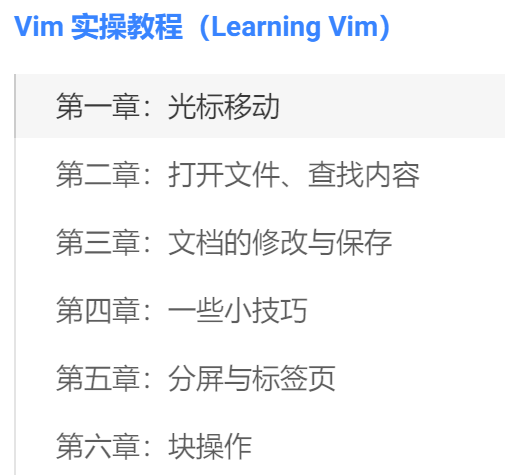 Vim 实操教程（Learning Vim）
第一章：光标移动
第二章：打开文件、查找内容
第三章：文档的修改与保存
第四章：一些小技巧
第五章：分屏与标签页
第六章：块操作